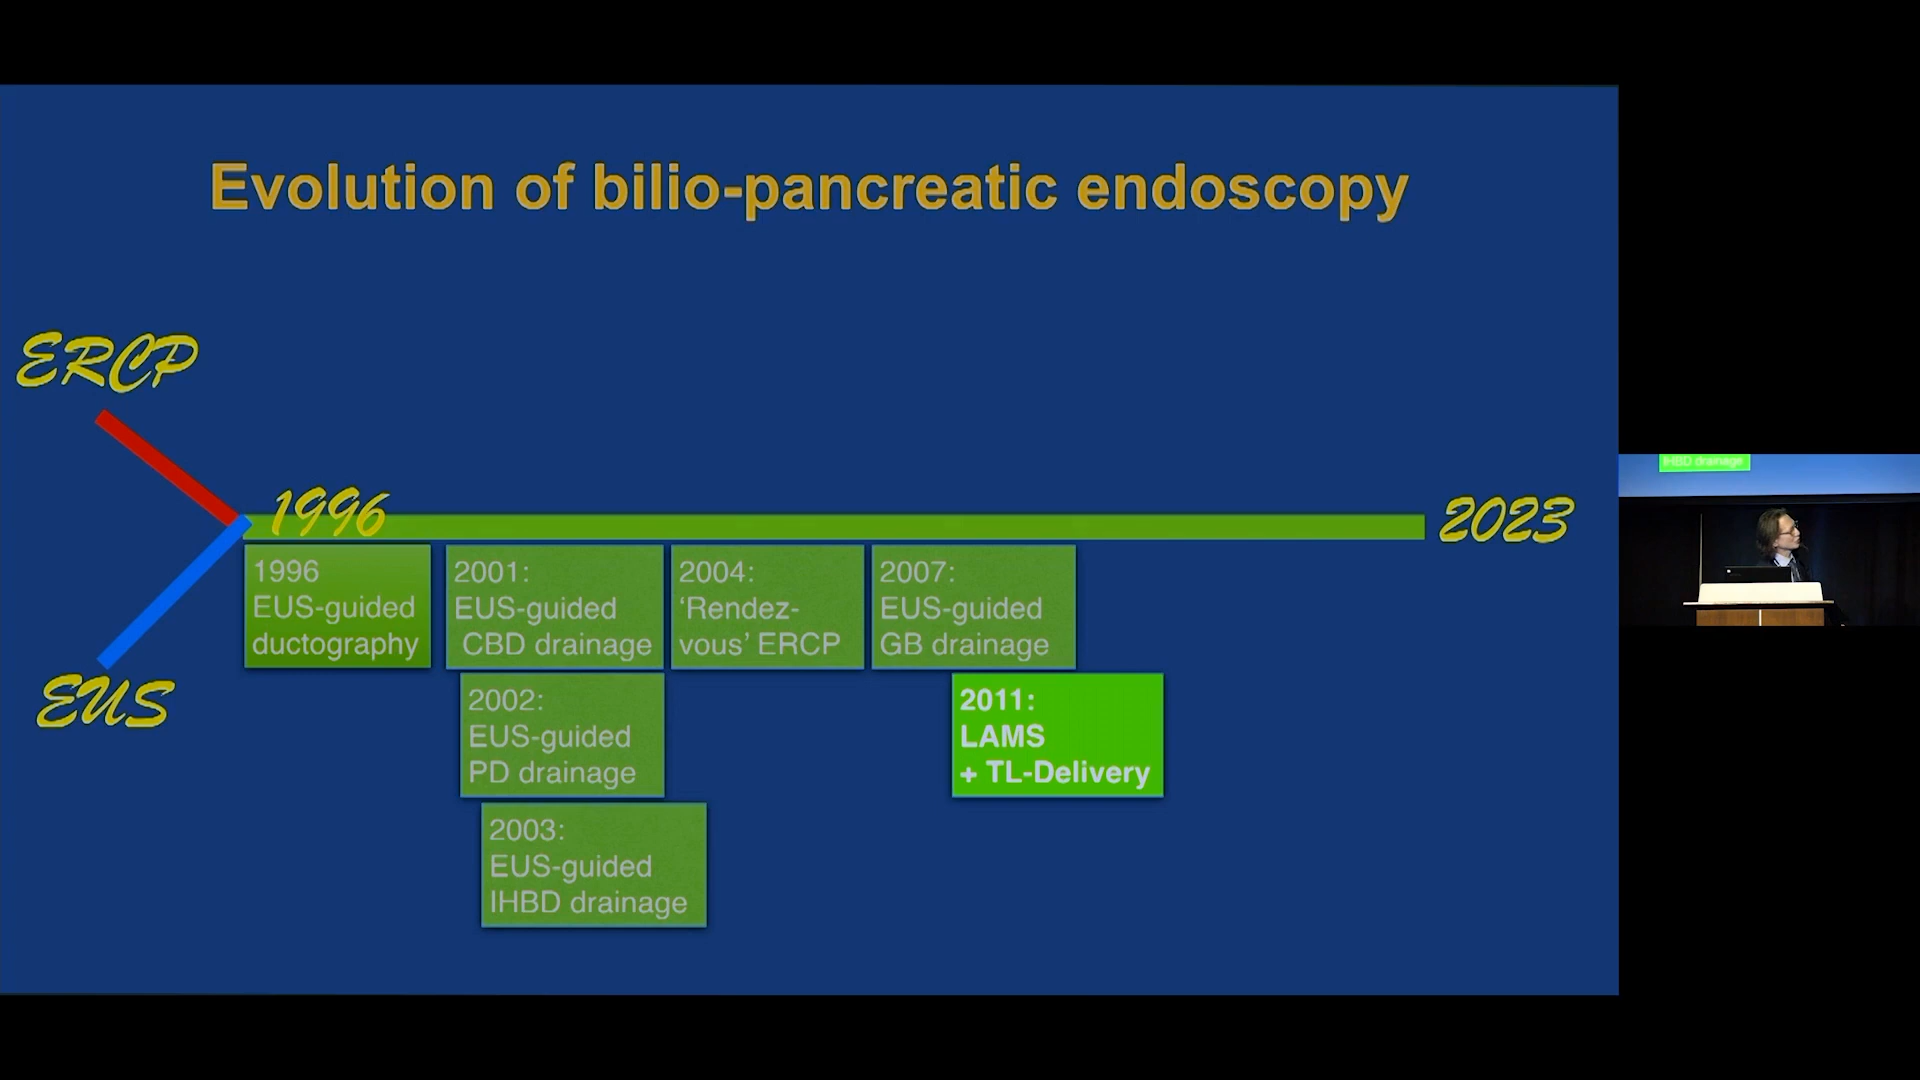 Evolution of bilio-pancreatic endoscopy
ERCP
1996
2023
EUS
1996
EUS-guided
ductography
2001:
EUS-guided
CBD drainage
2004:
‘Rendez-
vous’ ERCP
2007:
EUS-guided
GB drainage
2002:
EUS-guided
PD drainage
2011:
LAMS
+ TL-Delivery
2003:
EUS-guided
IHBD drainage
IHBD drainage